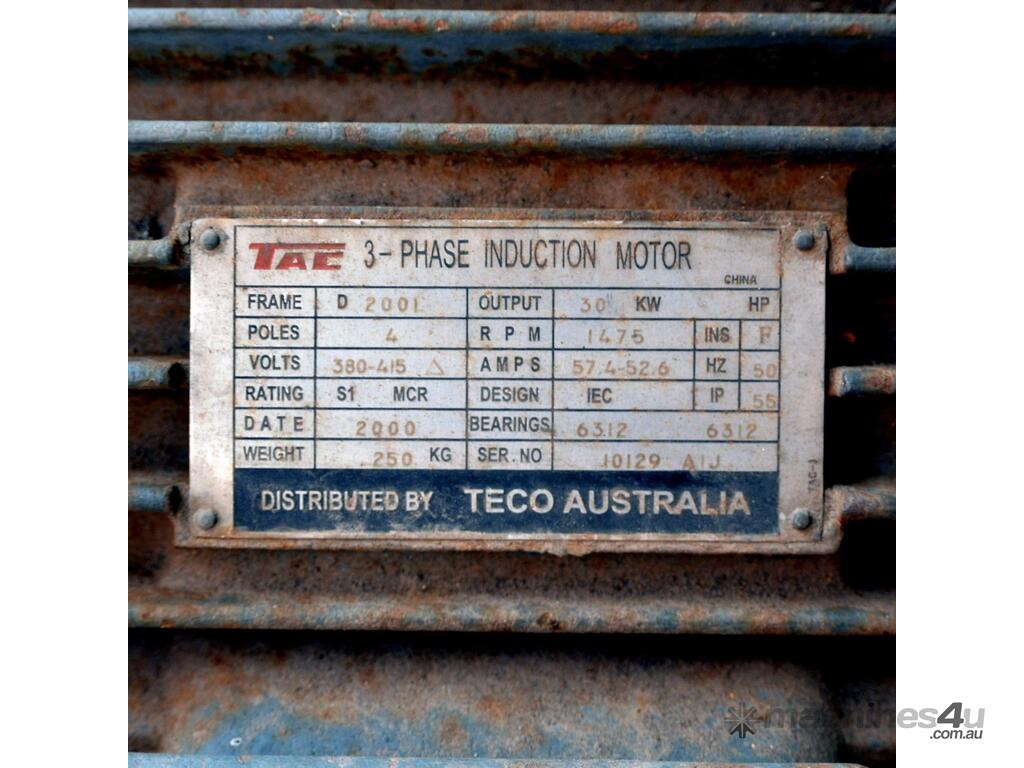 TAC 3-PHASE INDUCTION MOTOR
CHINA
FRAME D 200L OUTPUT 30 KW HP
POLES 4 RPM 1475 INS F
VOLTS 380-415 △ AMPS 57.4-52.6 HZ 50
RATING S1 MCR DESIGN IEC IP 55
DATE 2000 BEARINGS 6312 6312
WEIGHT 250 KG SER.NO 10129 A1J
DISTRIBUTED BY TECO AUSTRALIA
machines4u
.com.au